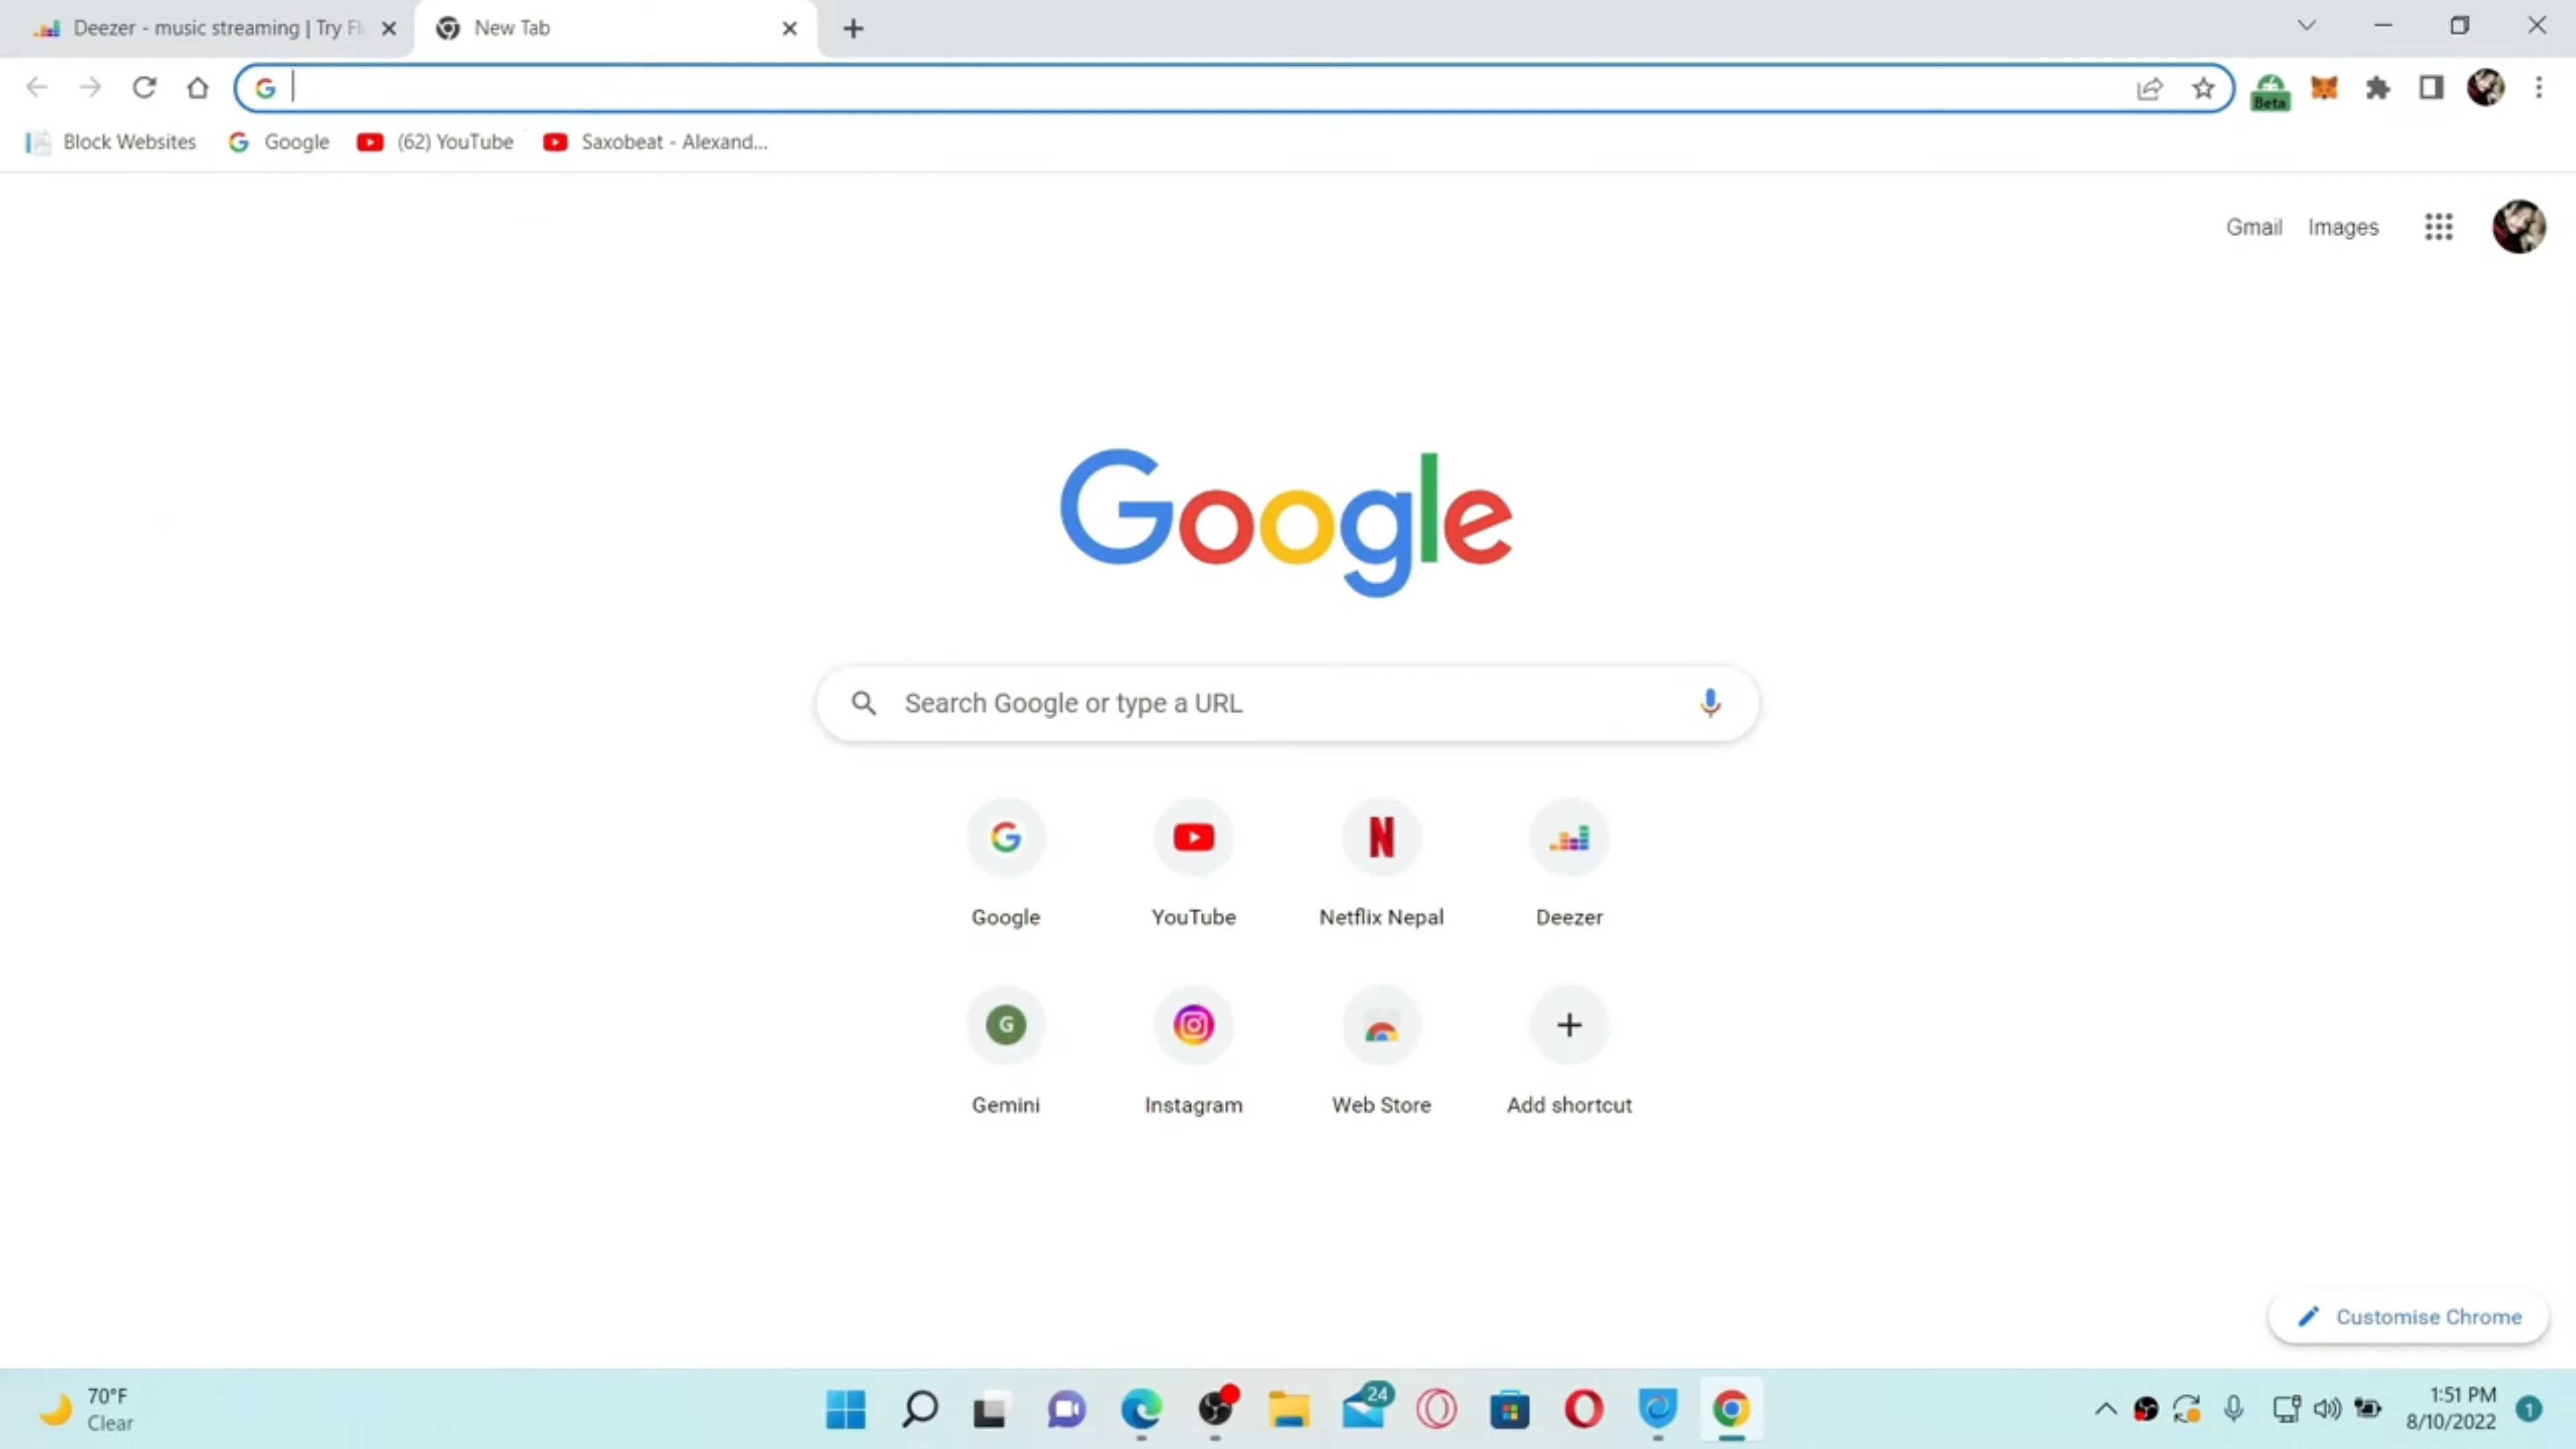 Deezer - music streaming | Try Fl
New Tab
Beta
Block Websites
Google
(62) YouTube
Saxobeat - Alexand...
Gmail
Images
Google
Search Google or type a URL
Google
YouTube
Netflix Nepal
Deezer
G
Gemini
Instagram
Web Store
Add shortcut
Customise Chrome
70°F
Clear
24
1:51 PM
8/10/2022
1